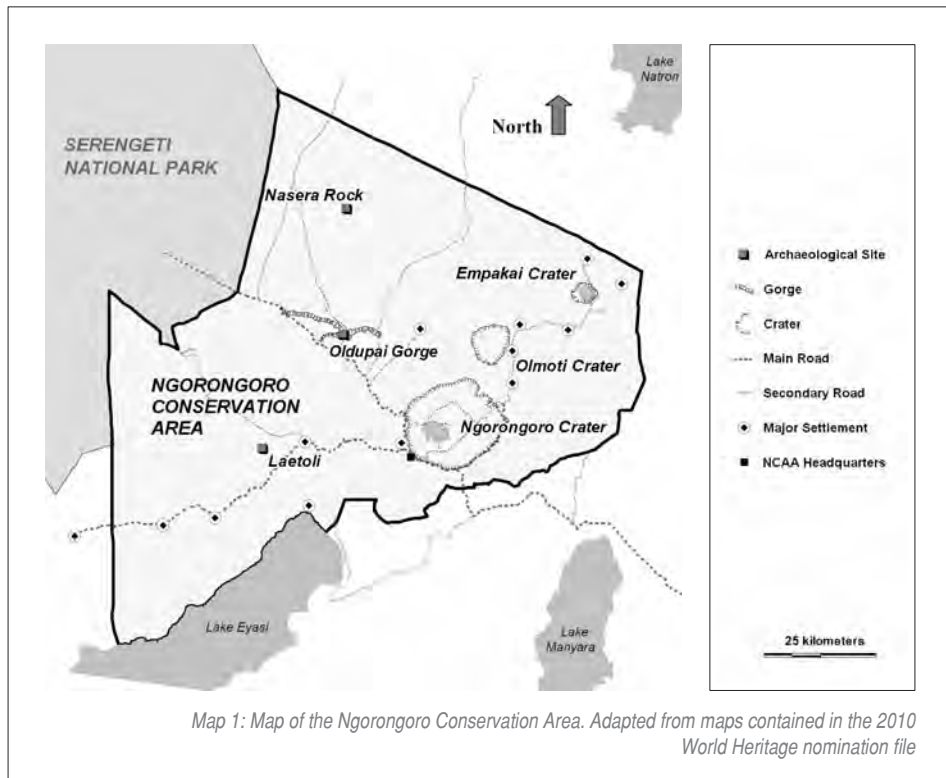 Lake
Natron
North
SERENGETI
NATIONAL PARK
Nasera Rock
Empakai Crater
Oldupai Gorge
Olmoti Crater
NGORONGORO
CONSERVATION
AREA
Ngorongoro Crater
Laetoli
Lake Eyasi
Lake
Manyara
Archaeological Site
Gorge
Crater
Main Road
Secondary Road
Major Settlement
NCAA Headquarters
25 kilometers
Map 1: Map of the Ngorongoro Conservation Area. Adapted from maps contained in the 2010
World Heritage nomination file